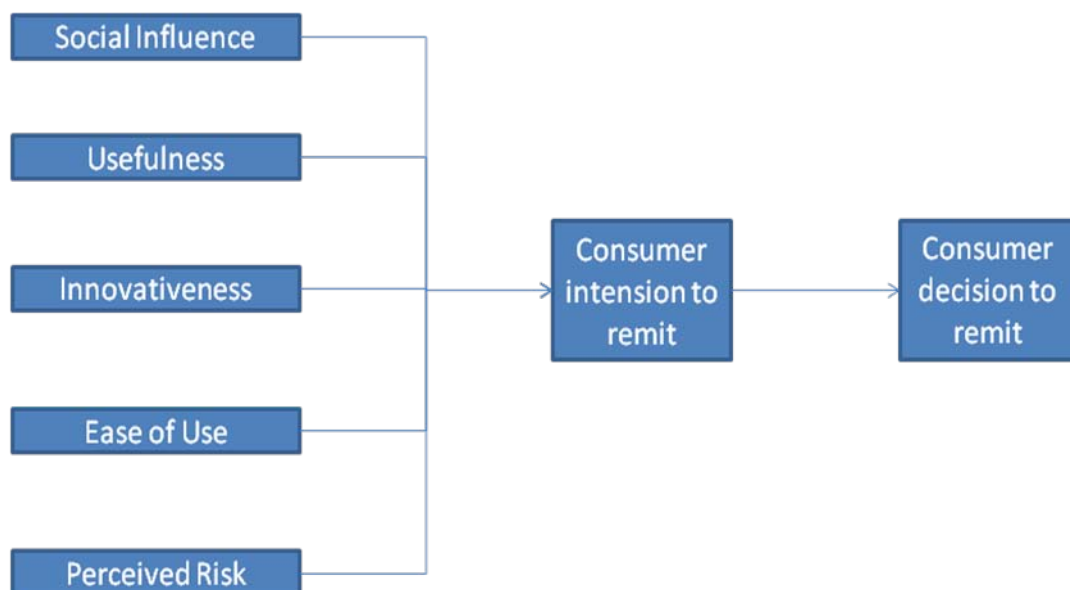 Social Influence
Usefulness
Innovativeness
Ease of Use
Perceived Risk
Consumer
intension to
remit
Consumer
decision to
remit